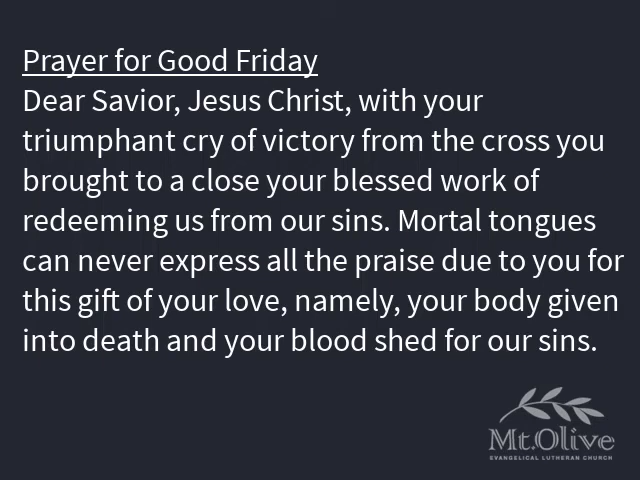 Prayer for Good Friday
Dear Savior, Jesus Christ, with your
triumphant cry of victory from the cross you
brought to a close your blessed work of
redeeming us from our sins. Mortal tongues
can never express all the praise due to you for
this gift of your love, namely, your body given
into death and your blood shed for our sins.
Mt.Olive
EVANGELICAL LUTHERAN CHURCH